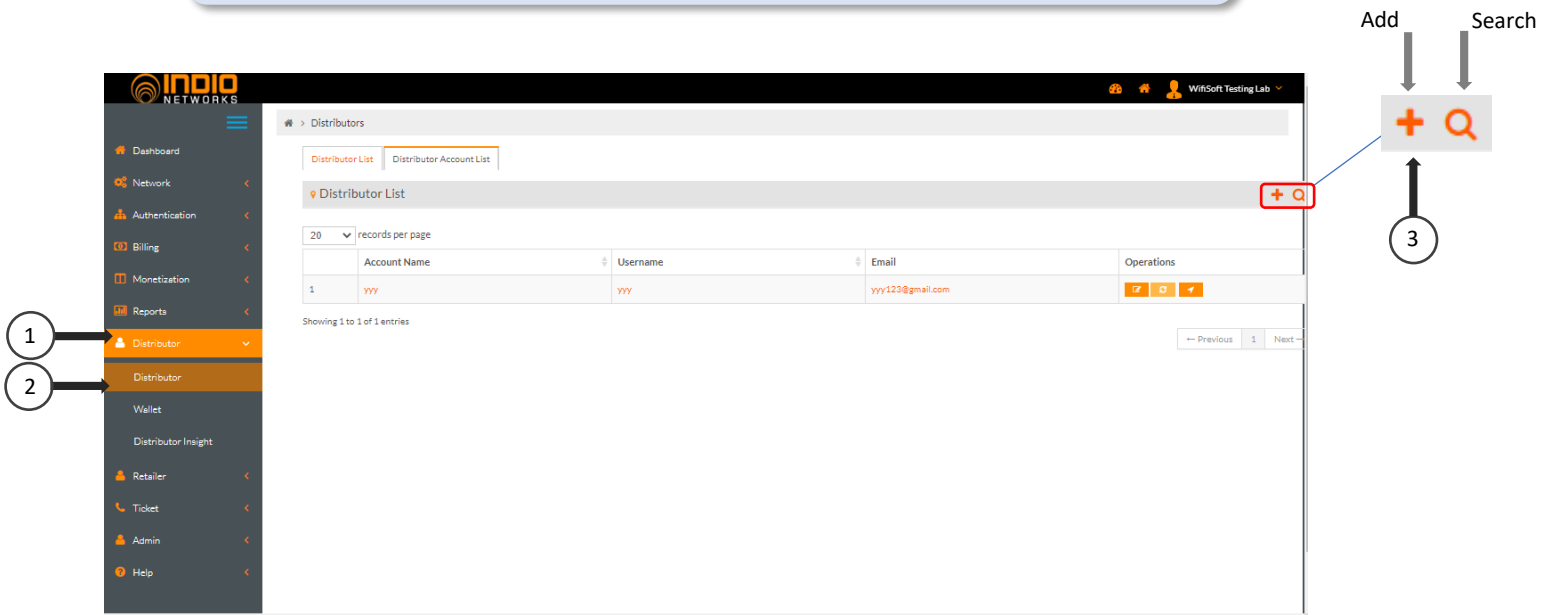 Add Search
INDIO
NETWORKS
WifiSoft Testing Lab
> Distributors
Dashboard
Distributor List Distributor Account List
Network
Distributor List
Authentication
3
20 records per page
Billing
Account Name Username Email Operations
Monetization
1 yyy yyy yyy123@gmail.com
Reports
Showing 1 to 1 of 1 entries
1
Distributor
← Previous 1 Next
2
Distributor
Wallet
Distributor Insight
Retailer
Ticket
Admin
Help